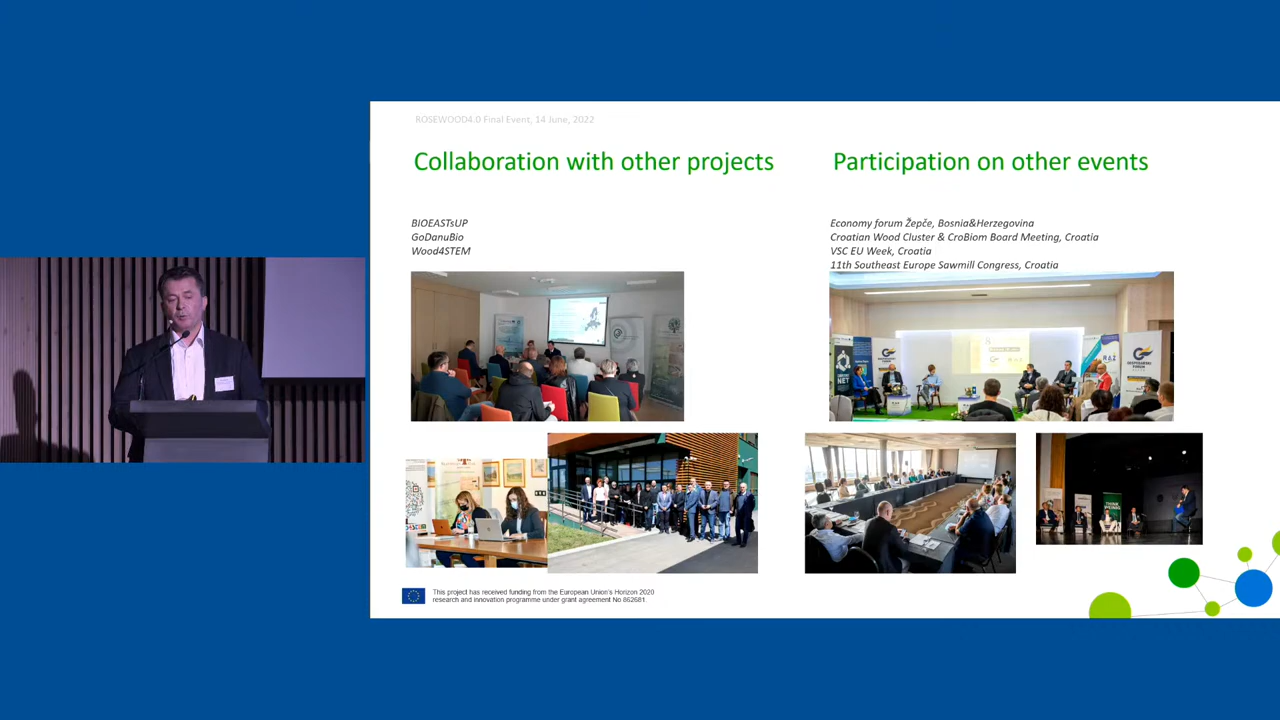 ROSEWOOD4.0 Final Event, 14 June, 2022
Collaboration with other projects
BIOEASTsUP
GoDanuBio
Wood4STEM
Participation on other events
Economy forum Žepče, Bosnia&Herzegovina
Croatian Wood Cluster & CroBiom Board Meeting, Croatia
VSC EU Week, Croatia
11th Southeast Europe Sawmill Congress, Croatia
This project has received funding from the European Union's Horizon 2020
research and innovation programme under grant agreement No 862681.